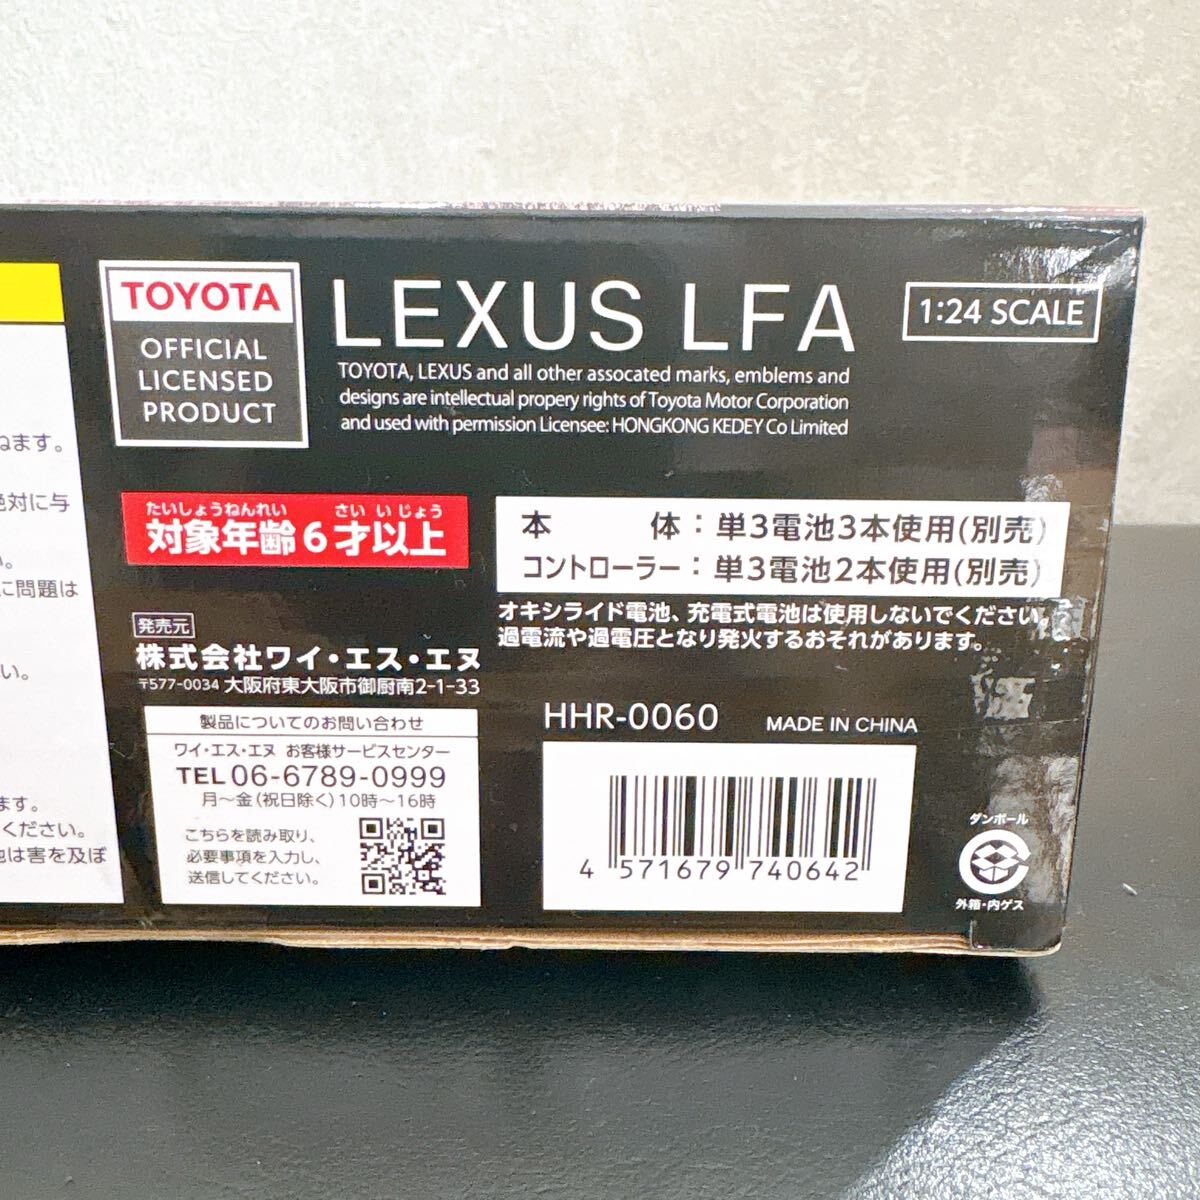 ねます。
絶対に与
い。
に問題は
い。
ます。
ください。
池は害を及ぼ
TOYOTA
OFFICIAL
LICENSED
PRODUCT
LEXUS LFA
1:24 SCALE
TOYOTA, LEXUS and all other assocated marks, emblems and
designs are intellectual propery rights of Toyota Motor Corporation
and used with permission Licensee: HONGKONG KEDEY Co Limited
たいしょうねんれい さい いじょう
対象年齢6才以上
本 体：単3電池3本使用(別売)
コントローラー：単3電池2本使用(別売)
オキシライド電池、充電式電池は使用しないでください。
過電流や過電圧となり発火するおそれがあります。
発売元
株式会社ワイ・エス・エヌ
〒577-0034 大阪府東大阪市御厨南2-1-33
製品についてのお問い合わせ
ワイ・エス・エヌ お客様サービスセンター
TEL 06-6789-0999
月〜金(祝日除く)10時〜16時
こちらを読み取り、
必要事項を入力し、
送信してください。
HHR-0060
MADE IN CHINA
4 571679 740642
ダンボール
外箱・内ゲス